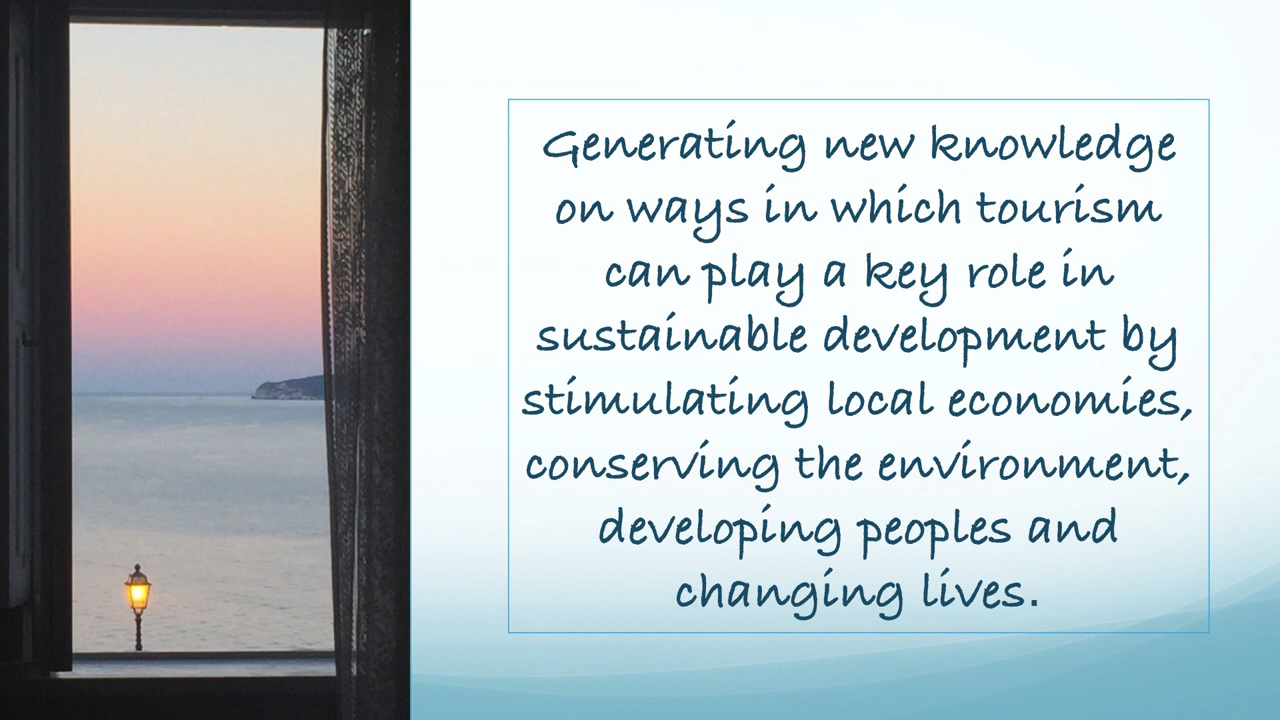 Generating new knowledge
on ways in which tourism
can play a key role in
sustainable development by
stimulating local economies,
conserving the environment,
developing peoples and
changing lives.